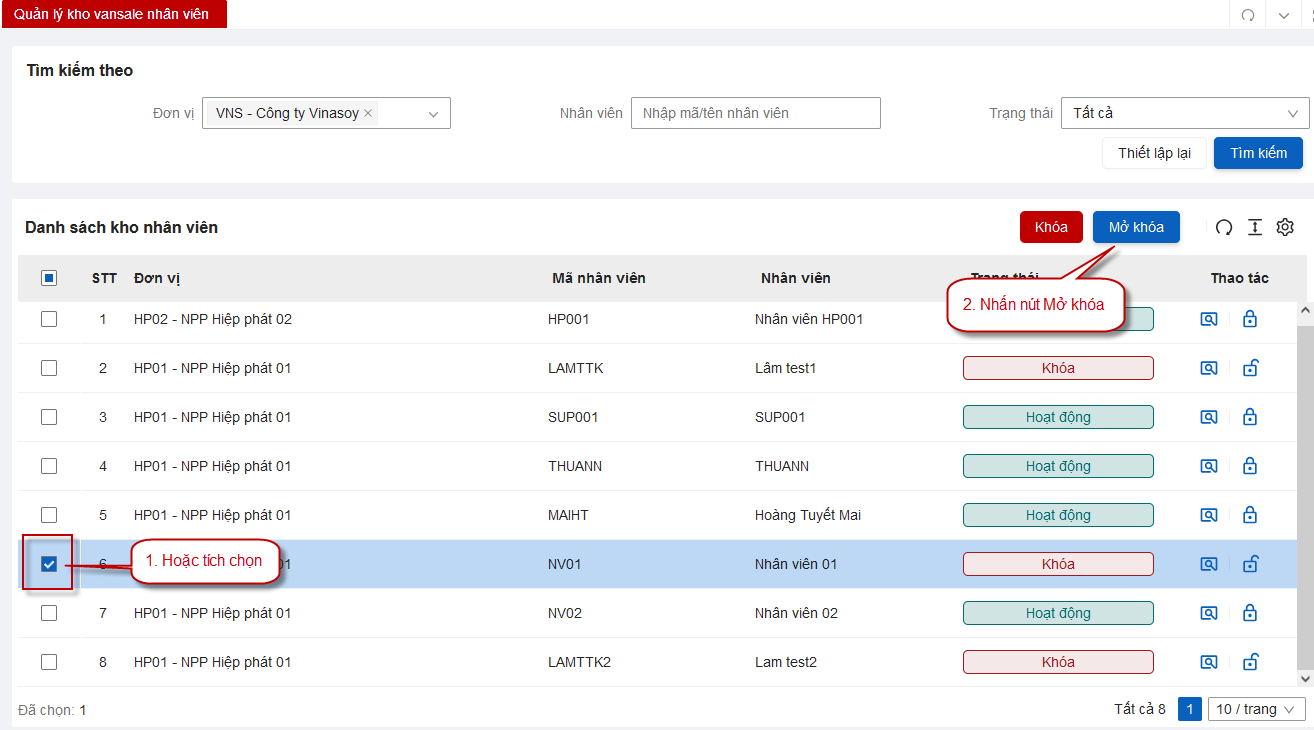 Quản lý kho vansale nhân viên
Tìm kiếm theo
Đơn vị VNS - Công ty Vinasoy × Nhân viên Nhập mã/tên nhân viên Trạng thái Tất cả
Thiết lập lại Tìm kiếm
Danh sách kho nhân viên Khóa Mở khóa
STT Đơn vị Mã nhân viên Nhân viên Trạng thái Thao tác
2. Nhấn nút Mở khóa
1 HP02 - NPP Hiệp phát 02 HP001 Nhân viên HP001
2 HP01 - NPP Hiệp phát 01 LAMTTK Lâm test1 Khóa
3 HP01 - NPP Hiệp phát 01 SUP001 SUP001 Hoạt động
4 HP01 - NPP Hiệp phát 01 THUANN THUANN Hoạt động
5 HP01 - NPP Hiệp phát 01 MAIHT Hoàng Tuyết Mai Hoạt động
6 1. Hoặc tích chọn 01 NV01 Nhân viên 01 Khóa
7 HP01 - NPP Hiệp phát 01 NV02 Nhân viên 02 Hoạt động
8 HP01 - NPP Hiệp phát 01 LAMTTK2 Lam test2 Khóa
Đã chọn: 1 Tất cả 8 1 10 / trang